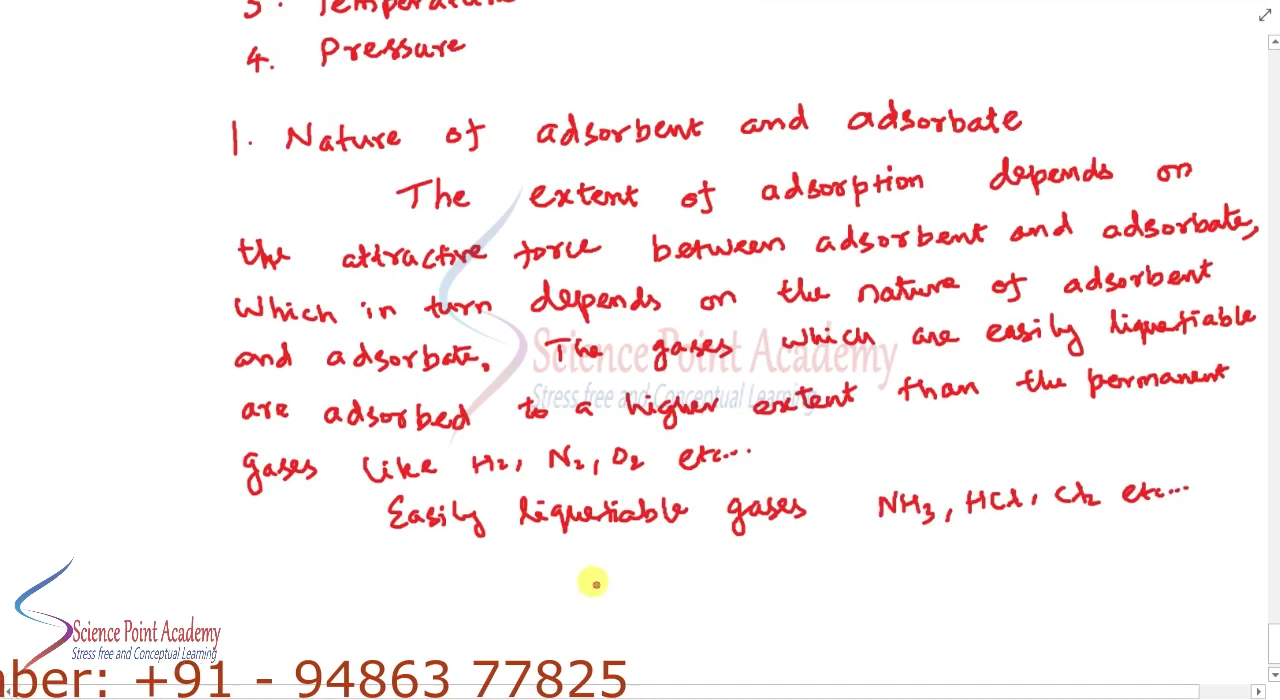 3. Temperature
4. Pressure
1. Nature of adsorbent and adsorbate
The extent of adsorption depends on
the attractive force between adsorbent and adsorbate,
which in turn depends on the nature of adsorbent
and adsorbate. The gases which are easily liquefiable
are adsorbed to a higher extent than the permanent
gases like H2, N2, O2 etc...
Easily liquefiable gases NH3, HCl, Cl2 etc...
Science Point Academy
Stress free and Conceptual Learning
Science Point Academy
Stress free and Conceptual Learning
mber: +91 - 94863 77825